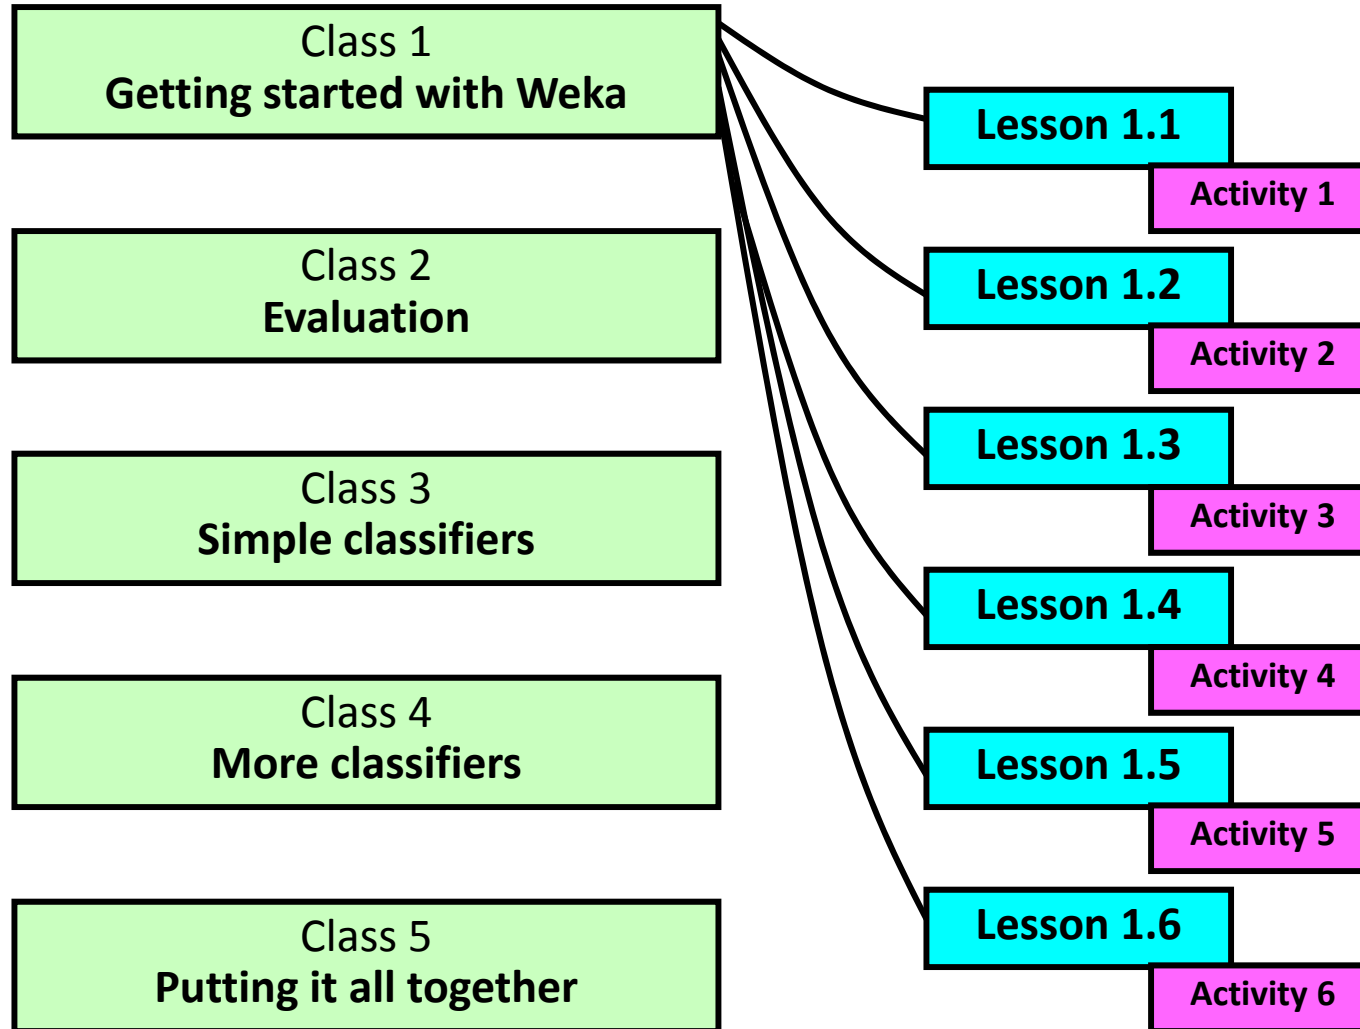 Class 1
Getting started with Weka
Class 2
Evaluation
Class 3
Simple classifiers
Class 4
More classifiers
Class 5
Putting it all together
Lesson 1.1
Activity 1
Lesson 1.2
Activity 2
Lesson 1.3
Activity 3
Lesson 1.4
Activity 4
Lesson 1.5
Activity 5
Lesson 1.6
Activity 6